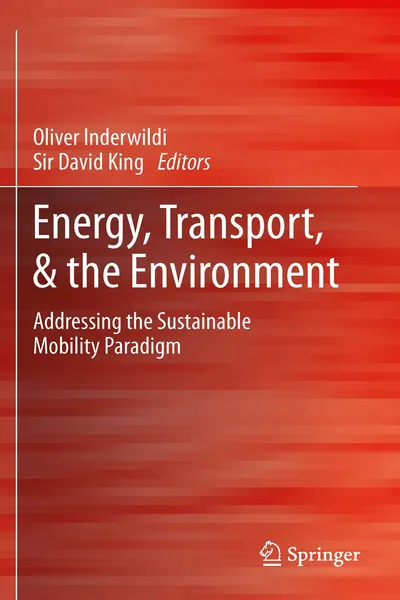 Oliver Inderwildi
Sir David King Editors
Energy, Transport,
& the Environment
Addressing the Sustainable
Mobility Paradigm
Springer